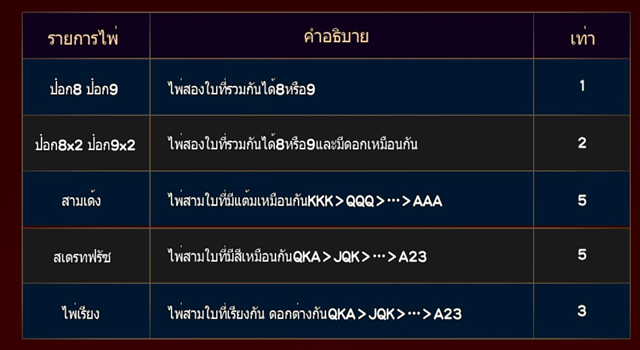 รายการไพ่ คำอธิบาย เท่า
ป๊อก8 ป๊อก9 ไพ่สองใบที่รวมกันได้8หรือ9 1
ป๊อก8x2 ป๊อก9x2 ไพ่สองใบที่รวมกันได้8หรือ9และมีดอกเหมือนกัน 2
สามเด้ง ไพ่สามใบที่มีแต้มเหมือนกันKKK>QQQ>···>AAA 5
สเตรทฟรัช ไพ่สามใบที่มีสีเหมือนกันQKA>JQK>···>A23 5
ไพ่เรียง ไพ่สามใบที่เรียงกัน ดอกต่างกันQKA>JQK>···>A23 3